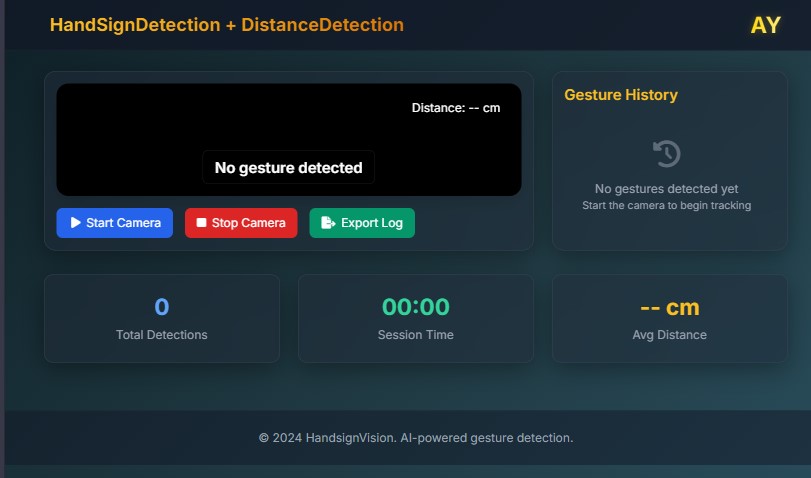 HandSignDetection + DistanceDetection
AY
Distance: -- cm
No gesture detected
Start Camera
Stop Camera
Export Log
Gesture History
No gestures detected yet
Start the camera to begin tracking
0
Total Detections
00:00
Session Time
-- cm
Avg Distance
© 2024 HandsignVision. AI-powered gesture detection.